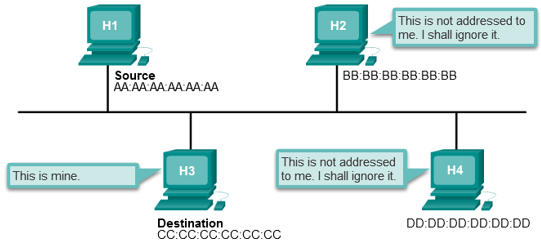 H1
H2
This is not addressed to
me. I shall ignore it.
Source
AA:AA:AA:AA:AA:AA
BB:BB:BB:BB:BB:BB
This is mine.
H3
This is not addressed
to me. I shall ignore it.
H4
Destination
CC:CC:CC:CC:CC:CC
DD:DD:DD:DD:DD:DD